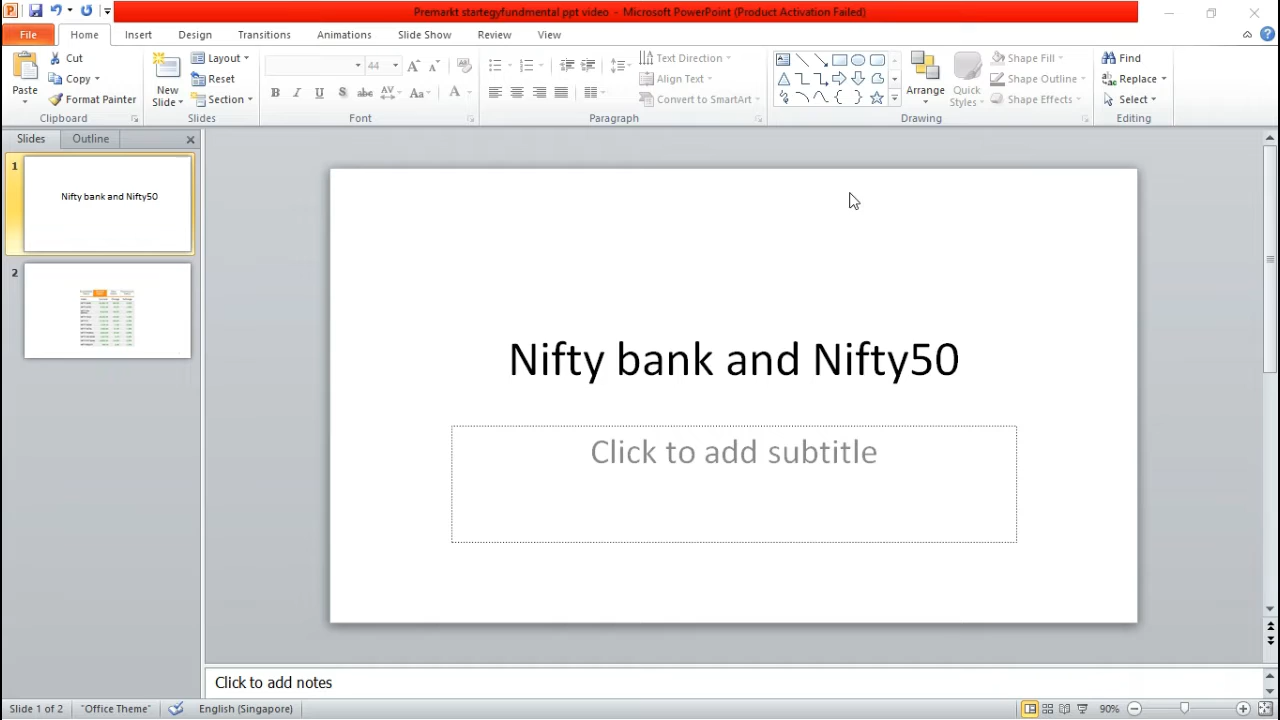 Premarkt startegyfundmental ppt video - Microsoft PowerPoint (Product Activation Failed)
File Home Insert Design Transitions Animations Slide Show Review View
Paste
Cut
Copy
Format Painter
Clipboard
New Slide
Layout
Reset
Section
Slides
44
B I U S abc AV Aa A
Font
Text Direction
Align Text
Convert to SmartArt
Paragraph
Arrange
Quick Styles
Shape Fill
Shape Outline
Shape Effects
Drawing
Find
Replace
Select
Editing
Slides Outline
1
Nifty bank and Nifty50
2
Nifty bank and Nifty50
Click to add subtitle
Click to add notes
Slide 1 of 2 "Office Theme" English (Singapore) 90%